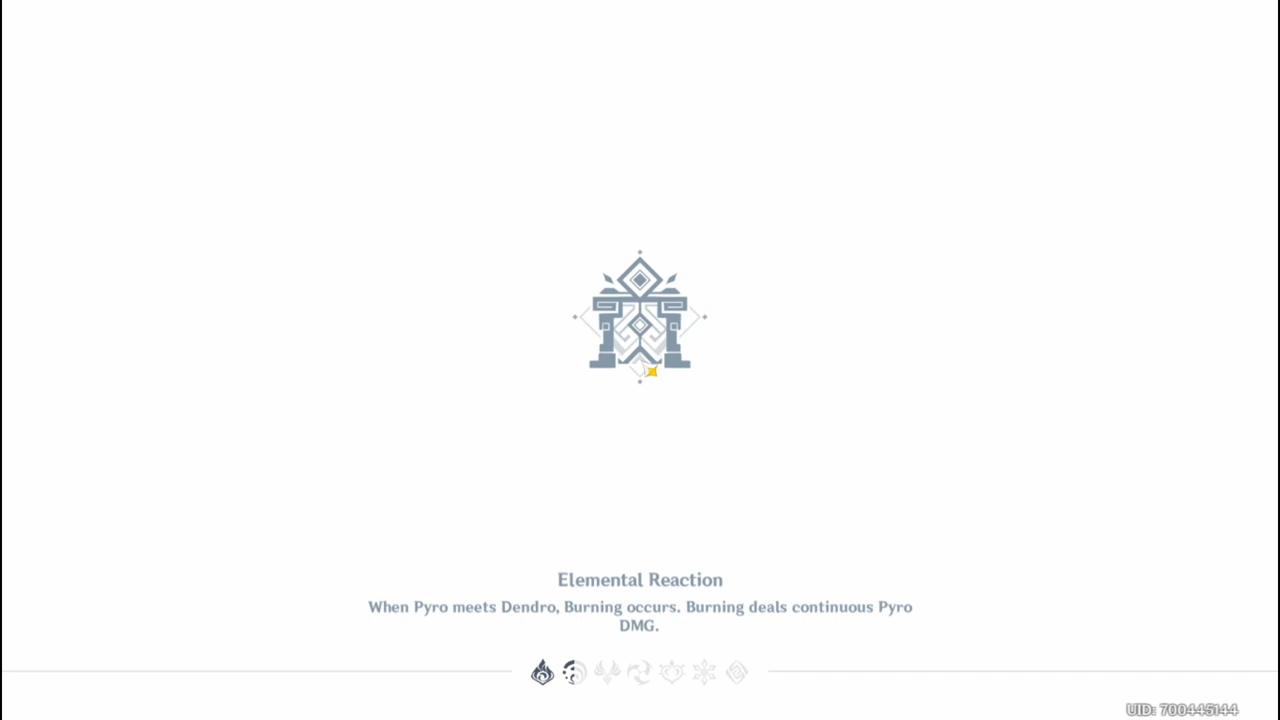 Elemental Reaction
When Pyro meets Dendro, Burning occurs. Burning deals continuous Pyro
DMG.
UID: 700445144